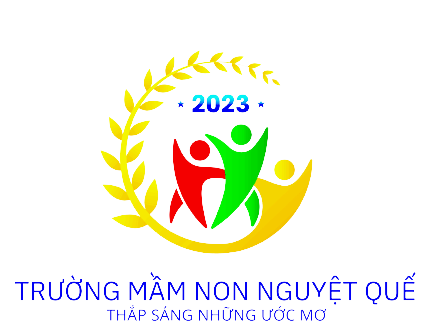 ★ 2023 ★
TRƯỜNG MẦM NON NGUYỆT QUẾ
THẮP SÁNG NHỮNG ƯỚC MƠ